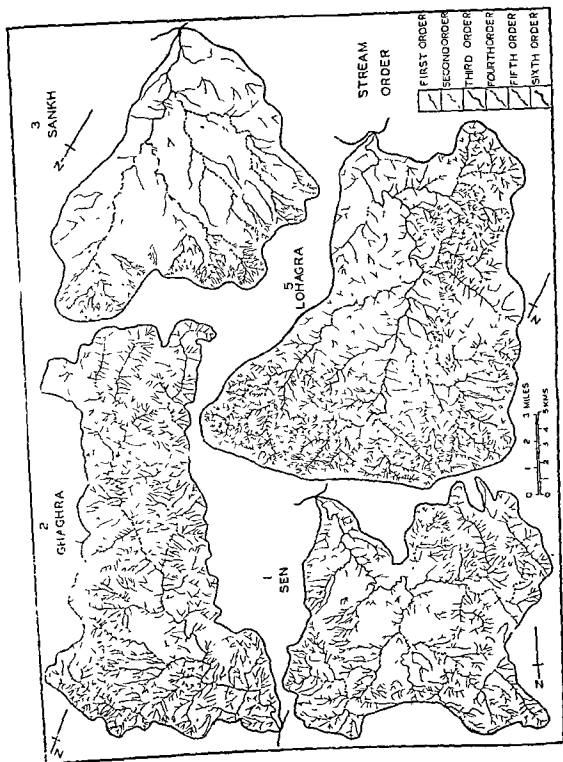 3
SANKH
N
2
GHAGHRA
N
1
SEN
N
5
LOHAGRA
N
STREAM
ORDER
FIRST ORDER
SECOND ORDER
THIRD ORDER
FOURTH ORDER
FIFTH ORDER
SIXTH ORDER
0 1 2 3 MILES
0 1 2 3 4 5 KMS